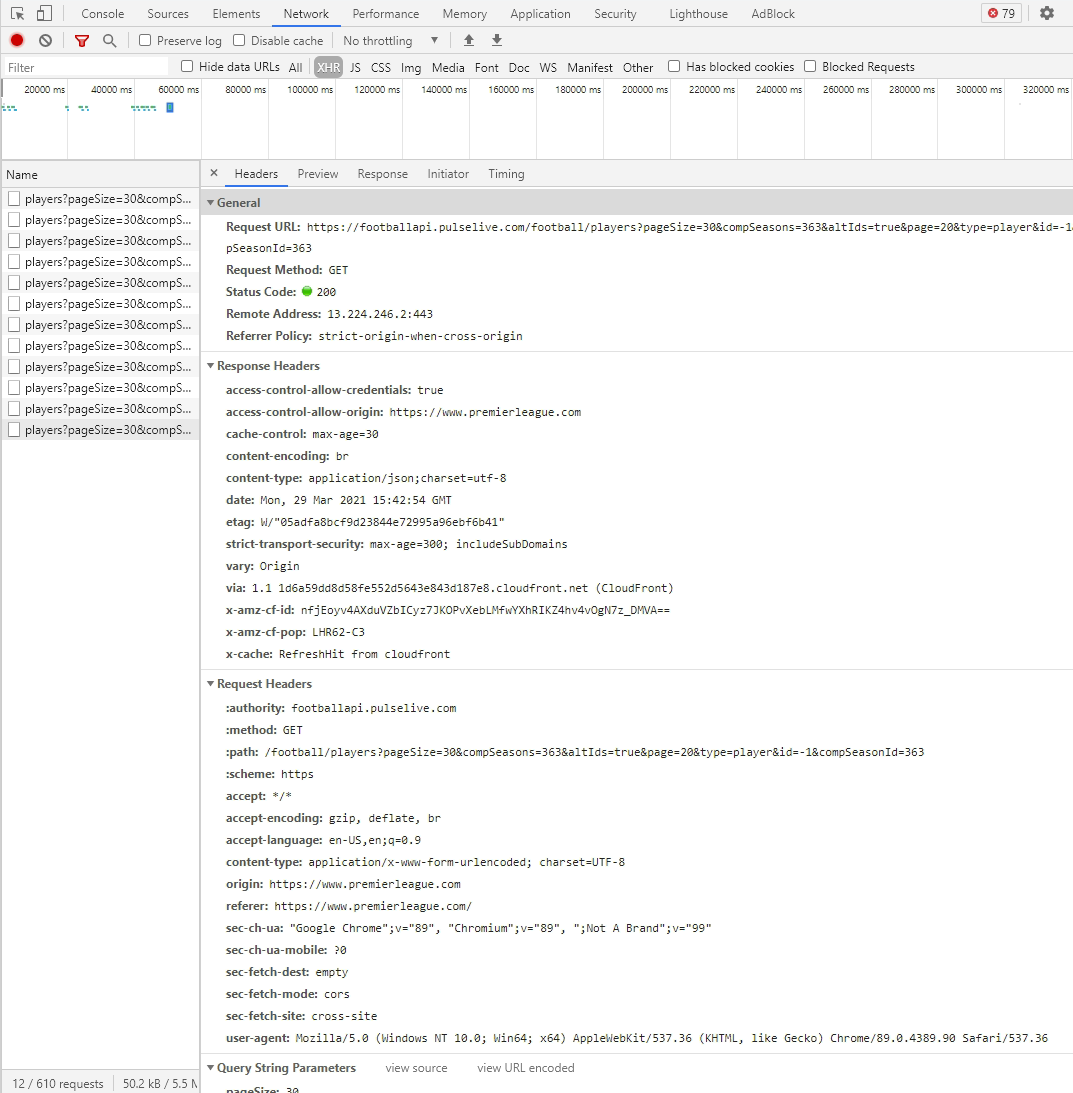 Console Sources Elements Network Performance Memory Application Security Lighthouse AdBlock 79
Preserve log Disable cache No throttling ▼
Filter Hide data URLs All XHR JS CSS Img Media Font Doc WS Manifest Other Has blocked cookies Blocked Requests
20000 ms 40000 ms 60000 ms 80000 ms 100000 ms 120000 ms 140000 ms 160000 ms 180000 ms 200000 ms 220000 ms 240000 ms 260000 ms 280000 ms 300000 ms 320000 ms
Name
players?pageSize=30&compS...
players?pageSize=30&compS...
players?pageSize=30&compS...
players?pageSize=30&compS...
players?pageSize=30&compS...
players?pageSize=30&compS...
players?pageSize=30&compS...
players?pageSize=30&compS...
players?pageSize=30&compS...
players?pageSize=30&compS...
players?pageSize=30&compS...
players?pageSize=30&compS...
12 / 610 requests 50.2 kB / 5.5 M
× Headers Preview Response Initiator Timing
▼ General
Request URL: https://footballapi.pulselive.com/football/players?pageSize=30&compSeasons=363&altIds=true&page=20&type=player&id=-1&
pSeasonId=363
Request Method: GET
Status Code: 200
Remote Address: 13.224.246.2:443
Referrer Policy: strict-origin-when-cross-origin
▼ Response Headers
access-control-allow-credentials: true
access-control-allow-origin: https://www.premierleague.com
cache-control: max-age=30
content-encoding: br
content-type: application/json;charset=utf-8
date: Mon, 29 Mar 2021 15:42:54 GMT
etag: W/"05adfa8bcf9d23844e72995a96ebf6b41"
strict-transport-security: max-age=300; includeSubDomains
vary: Origin
via: 1.1 1d6a59dd8d58fe552d5643e843d187e8.cloudfront.net (CloudFront)
x-amz-cf-id: nfjEoyv4AXduVZbICyz7JKOPvXebLMfwYXhRIKZ4hv4vOgN7z_DMVA==
x-amz-cf-pop: LHR62-C3
x-cache: RefreshHit from cloudfront
▼ Request Headers
:authority: footballapi.pulselive.com
:method: GET
:path: /football/players?pageSize=30&compSeasons=363&altIds=true&page=20&type=player&id=-1&compSeasonId=363
:scheme: https
accept: */*
accept-encoding: gzip, deflate, br
accept-language: en-US,en;q=0.9
content-type: application/x-www-form-urlencoded; charset=UTF-8
origin: https://www.premierleague.com
referer: https://www.premierleague.com/
sec-ch-ua: "Google Chrome";v="89", "Chromium";v="89", ";Not A Brand";v="99"
sec-ch-ua-mobile: ?0
sec-fetch-dest: empty
sec-fetch-mode: cors
sec-fetch-site: cross-site
user-agent: Mozilla/5.0 (Windows NT 10.0; Win64; x64) AppleWebKit/537.36 (KHTML, like Gecko) Chrome/89.0.4389.90 Safari/537.36
▼ Query String Parameters view source view URL encoded
pageSize: 30